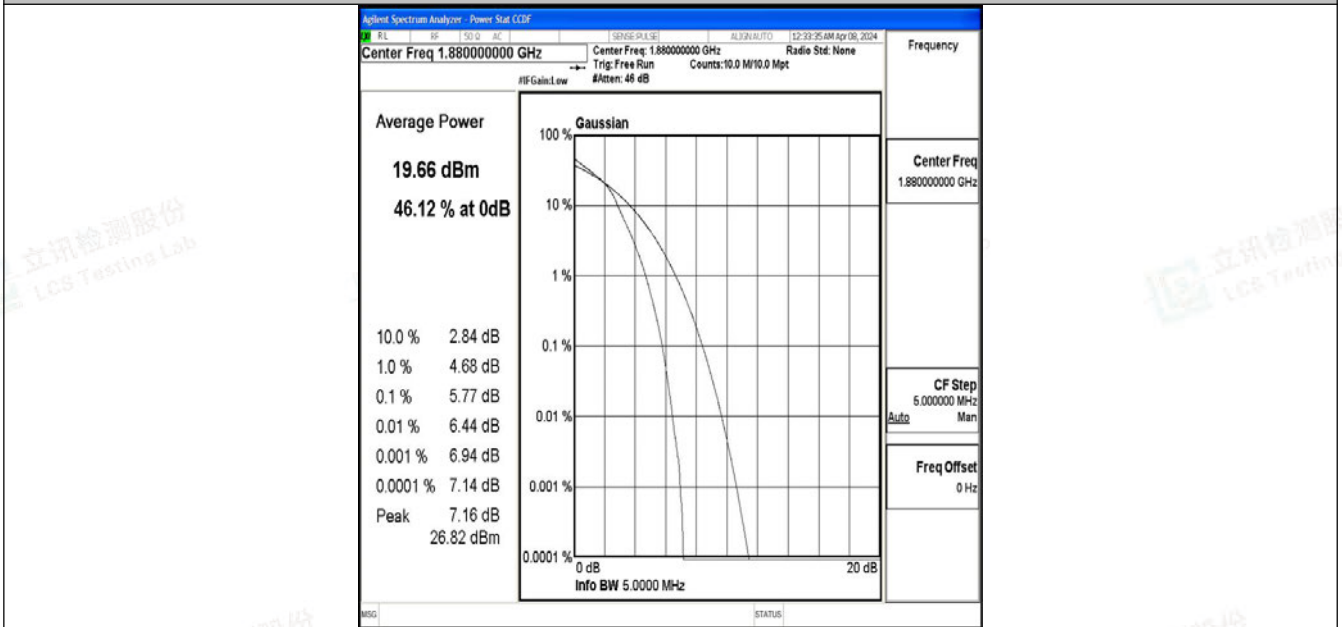 Agilent Spectrum Analyzer - Power Stat CCDF
RL RF 50 Ω AC SENSE:PULSE ALIGN AUTO 12:33:35 AM Apr 08, 2024
Center Freq 1.880000000 GHz
Center Freq: 1.880000000 GHz Radio Std: None
Trig: Free Run Counts:10.0 M/10.0 Mpt
#IFGain:Low #Atten: 46 dB
Frequency
Average Power
19.66 dBm
46.12 % at 0dB
10.0 % 2.84 dB
1.0 % 4.68 dB
0.1 % 5.77 dB
0.01 % 6.44 dB
0.001 % 6.94 dB
0.0001 % 7.14 dB
Peak 7.16 dB
26.82 dBm
Gaussian
100 %
10 %
1 %
0.1 %
0.01 %
0.001 %
0.0001 %
0 dB 20 dB
Info BW 5.0000 MHz
Center Freq
1.880000000 GHz
CF Step
5.000000 MHz
Auto Man
Freq Offset
0 Hz
MSG STATUS
立讯检测股份
LCS Testing Lab
立讯检测股
LCS Testing